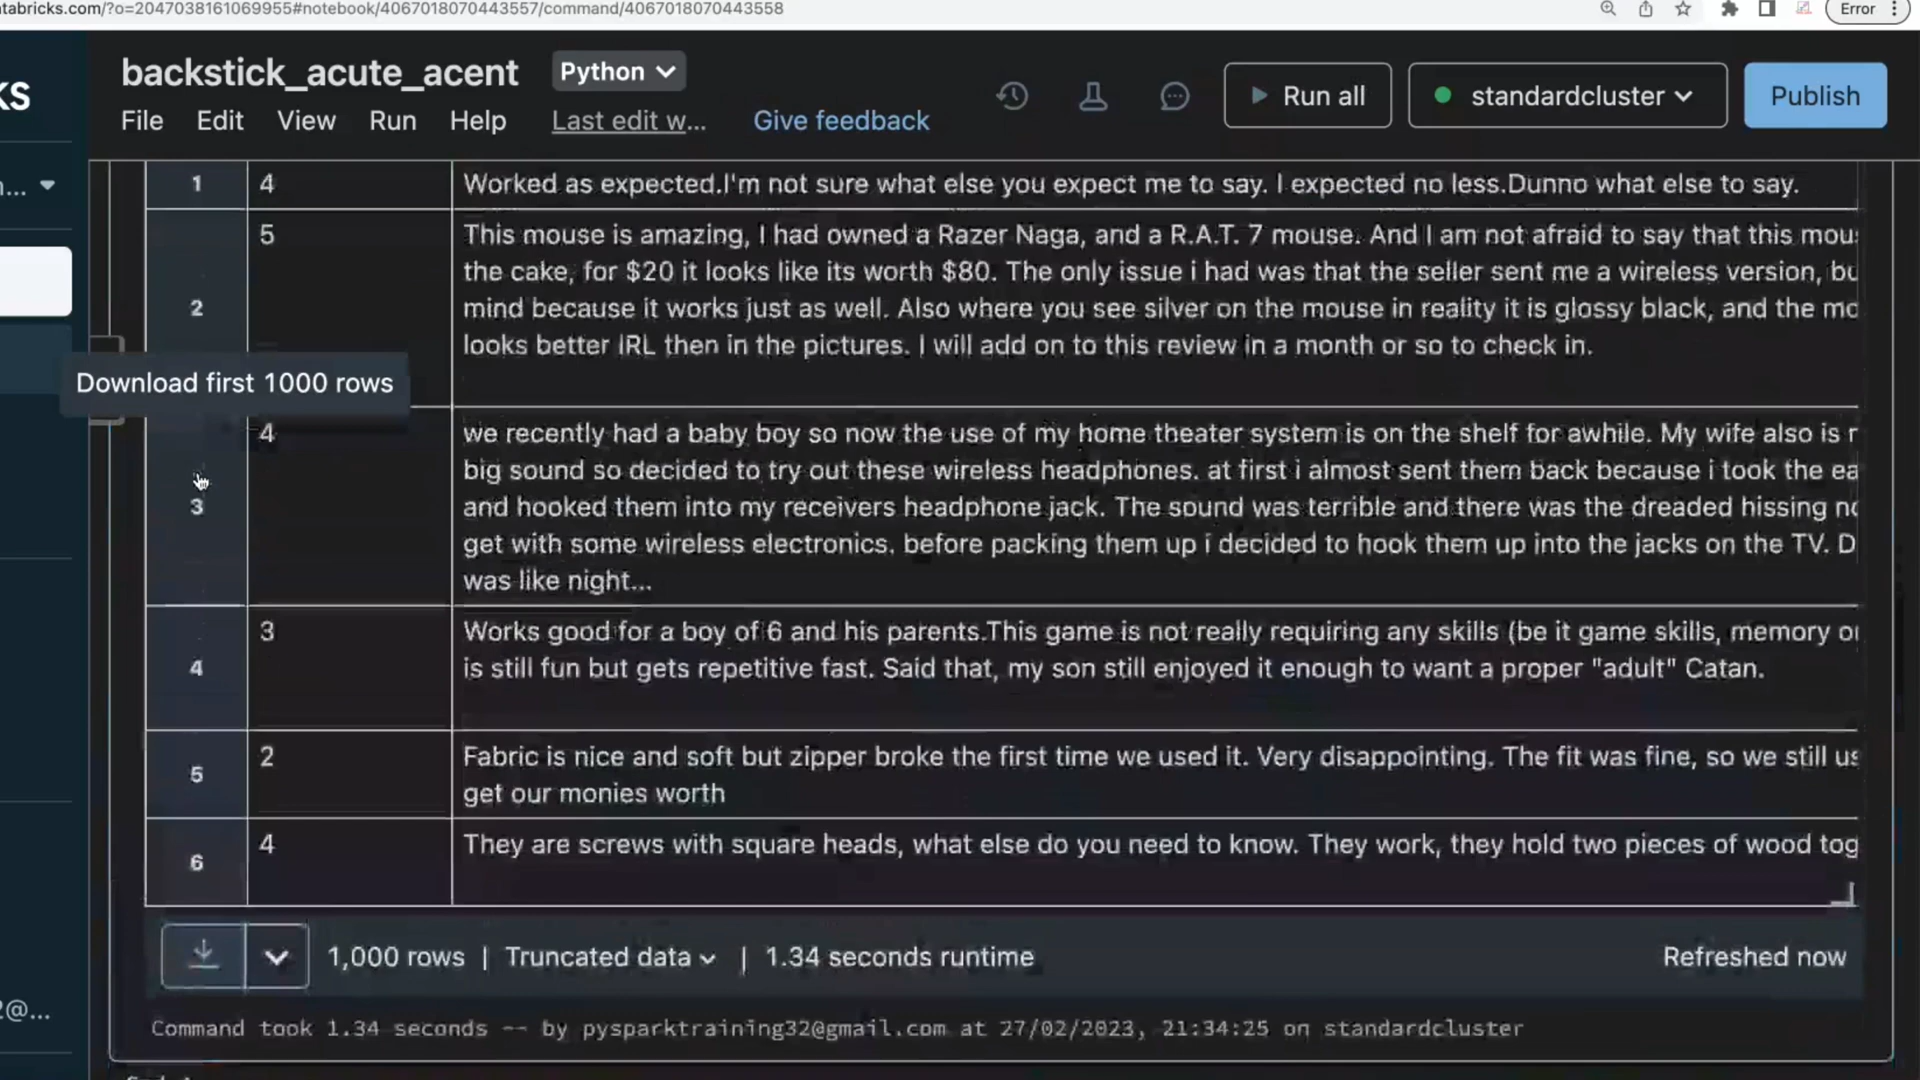 atabricks.com/?o=2047038161069955#notebook/4067018070443557/command/4067018070443558
Error
KS
backstick_acute_acent Python
File Edit View Run Help Last edit w... Give feedback
Run all
standardcluster
Publish
1 4 Worked as expected.I'm not sure what else you expect me to say. I expected no less.Dunno what else to say.
2 5 This mouse is amazing, I had owned a Razer Naga, and a R.A.T. 7 mouse. And I am not afraid to say that this mou
the cake, for $20 it looks like its worth $80. The only issue i had was that the seller sent me a wireless version, bu
mind because it works just as well. Also where you see silver on the mouse in reality it is glossy black, and the mo
looks better IRL then in the pictures. I will add on to this review in a month or so to check in.
Download first 1000 rows
3 4 we recently had a baby boy so now the use of my home theater system is on the shelf for awhile. My wife also is
big sound so decided to try out these wireless headphones. at first i almost sent them back because i took the ea
and hooked them into my receivers headphone jack. The sound was terrible and there was the dreaded hissing no
get with some wireless electronics. before packing them up i decided to hook them up into the jacks on the TV. D
was like night...
4 3 Works good for a boy of 6 and his parents.This game is not really requiring any skills (be it game skills, memory or
is still fun but gets repetitive fast. Said that, my son still enjoyed it enough to want a proper "adult" Catan.
5 2 Fabric is nice and soft but zipper broke the first time we used it. Very disappointing. The fit was fine, so we still us
get our monies worth
6 4 They are screws with square heads, what else do you need to know. They work, they hold two pieces of wood tog
1,000 rows | Truncated data | 1.34 seconds runtime
Refreshed now
2@...
Command took 1.34 seconds -- by pysparktraining32@gmail.com at 27/02/2023, 21:34:25 on standardcluster